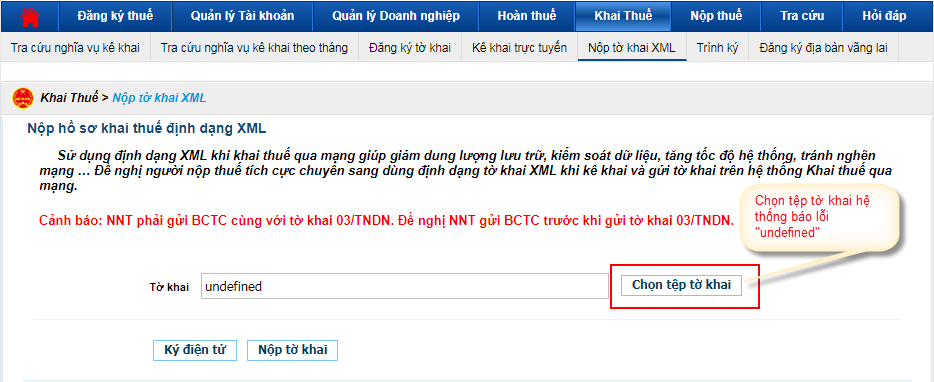 Đăng ký thuế Quản lý Tài khoản Quản lý Doanh nghiệp Hoàn thuế Khai Thuế Nộp thuế Tra cứu Hỏi đáp
Tra cứu nghĩa vụ kê khai Tra cứu nghĩa vụ kê khai theo tháng Đăng ký tờ khai Kê khai trực tuyến Nộp tờ khai XML Trình ký Đăng ký địa bàn vãng lai
Khai Thuế > Nộp tờ khai XML
Nộp hồ sơ khai thuế định dạng XML
Sử dụng định dạng XML khi khai thuế qua mạng giúp giảm dung lượng lưu trữ, kiểm soát dữ liệu, tăng tốc độ hệ thống, tránh nghẽn
mạng ... Đề nghị người nộp thuế tích cực chuyển sang dùng định dạng tờ khai XML khi kê khai và gửi tờ khai trên hệ thống Khai thuế qua
mạng.
Cảnh báo: NNT phải gửi BCTC cùng với tờ khai 03/TNDN. Đề nghị NNT gửi BCTC trước khi gửi tờ khai 03/TNDN.
Chọn tệp tờ khai hệ
thống báo lỗi
"undefined"
Tờ khai undefined Chọn tệp tờ khai
Ký điện tử Nộp tờ khai